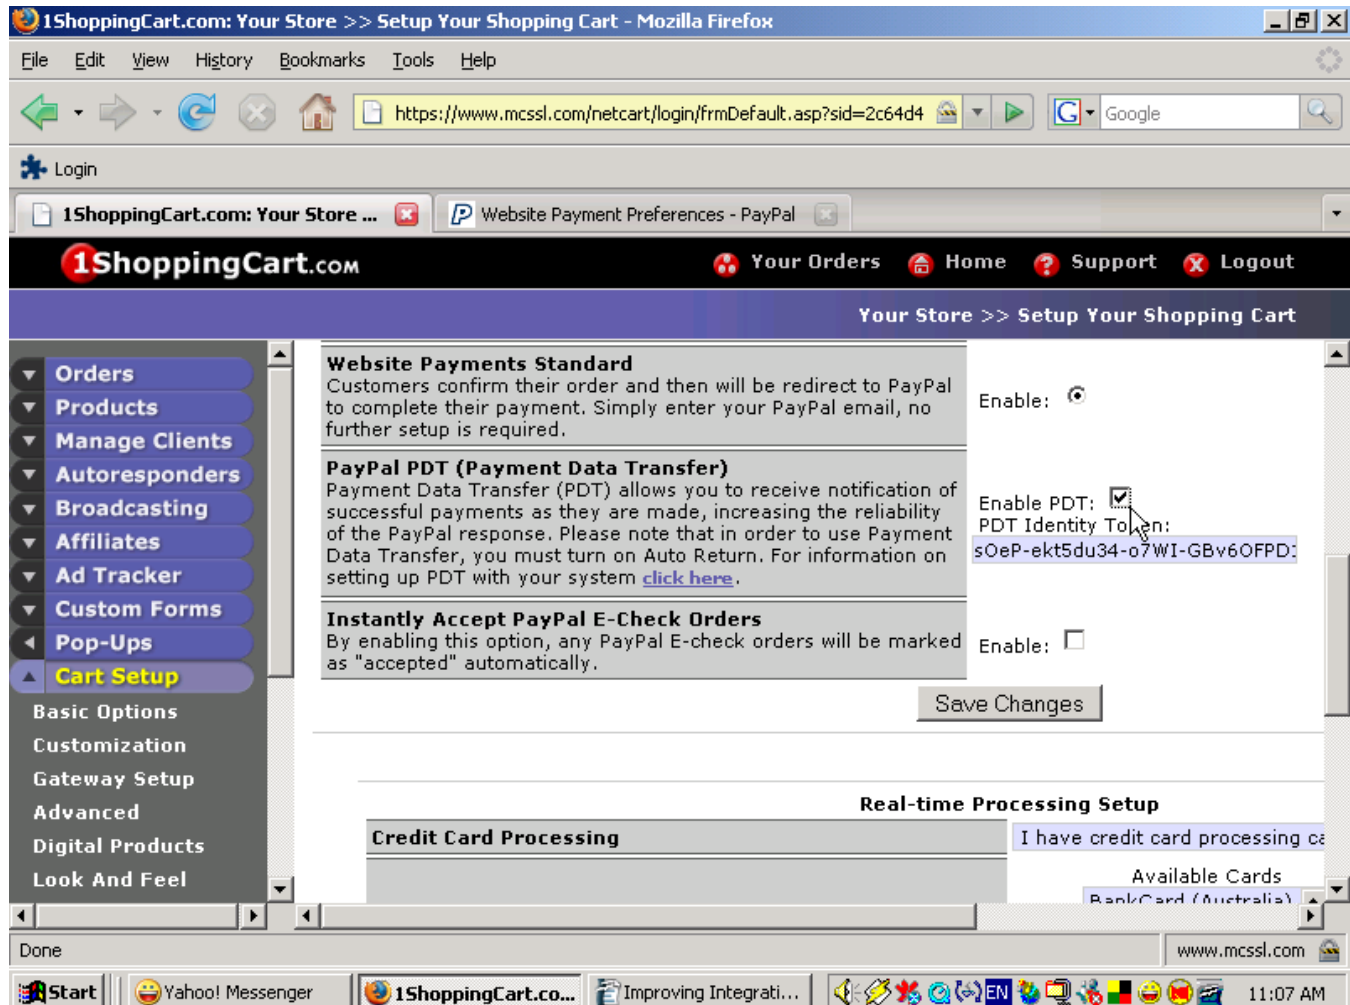 1ShoppingCart.com: Your Store >> Setup Your Shopping Cart - Mozilla Firefox
File Edit View History Bookmarks Tools Help
https://www.mcssl.com/netcart/login/frmDefault.asp?sid=2c64d4
G Google
Login
1ShoppingCart.com: Your Store ...
Website Payment Preferences - PayPal
1ShoppingCart.COM
Your Orders Home Support Logout
Your Store >> Setup Your Shopping Cart
Orders
Products
Manage Clients
Autoresponders
Broadcasting
Affiliates
Ad Tracker
Custom Forms
Pop-Ups
Cart Setup
Basic Options
Customization
Gateway Setup
Advanced
Digital Products
Look And Feel
Website Payments Standard
Customers confirm their order and then will be redirect to PayPal
to complete their payment. Simply enter your PayPal email, no
further setup is required.
Enable:
PayPal PDT (Payment Data Transfer)
Payment Data Transfer (PDT) allows you to receive notification of
successful payments as they are made, increasing the reliability
of the PayPal response. Please note that in order to use Payment
Data Transfer, you must turn on Auto Return. For information on
setting up PDT with your system click here.
Enable PDT:
PDT Identity Token:
sOeP-ekt5du34-o7WI-GBv6OFPD
Instantly Accept PayPal E-Check Orders
By enabling this option, any PayPal E-check orders will be marked
as "accepted" automatically.
Enable:
Save Changes
Real-time Processing Setup
Credit Card Processing
I have credit card processing ca
Available Cards
BankCard (Australia)
Done
www.mcssl.com
Start
Yahoo! Messenger
1ShoppingCart.co...
Improving Integrati...
EN
11:07 AM